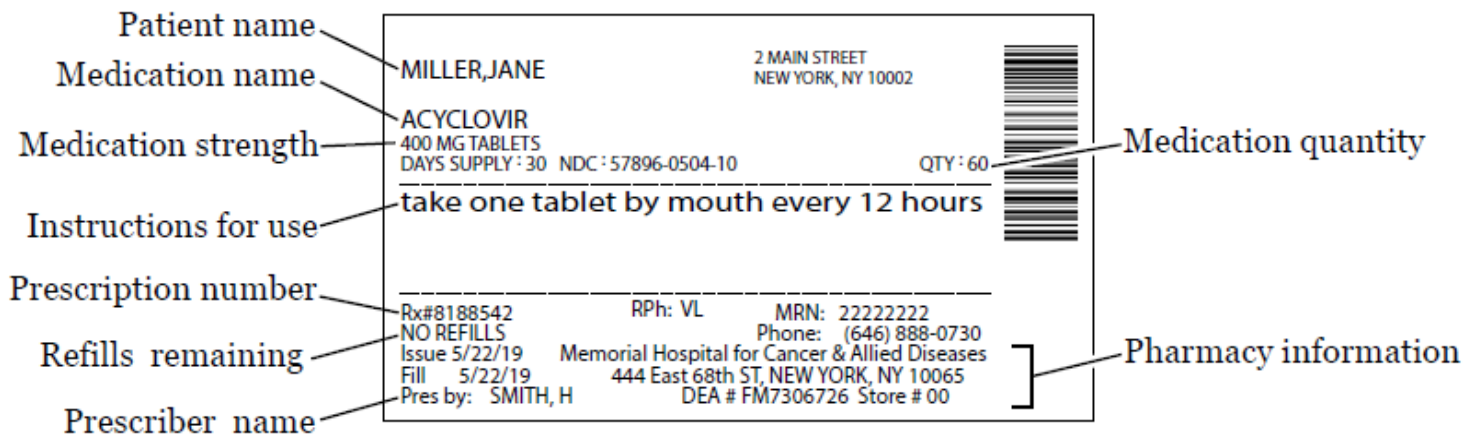 Patient name
MILLER,JANE
2 MAIN STREET
NEW YORK, NY 10002
Medication name
ACYCLOVIR
Medication strength
400 MG TABLETS
DAYS SUPPLY : 30 NDC : 57896-0504-10 QTY : 60
Medication quantity
Instructions for use
take one tablet by mouth every 12 hours
Prescription number
Rx#8188542 RPh: VL MRN: 22222222
NO REFILLS Phone: (646) 888-0730
Refills remaining
Issue 5/22/19 Memorial Hospital for Cancer & Allied Diseases
Fill 5/22/19 444 East 68th ST, NEW YORK, NY 10065
Pres by: SMITH, H DEA # FM7306726 Store # 00
Pharmacy information
Prescriber name